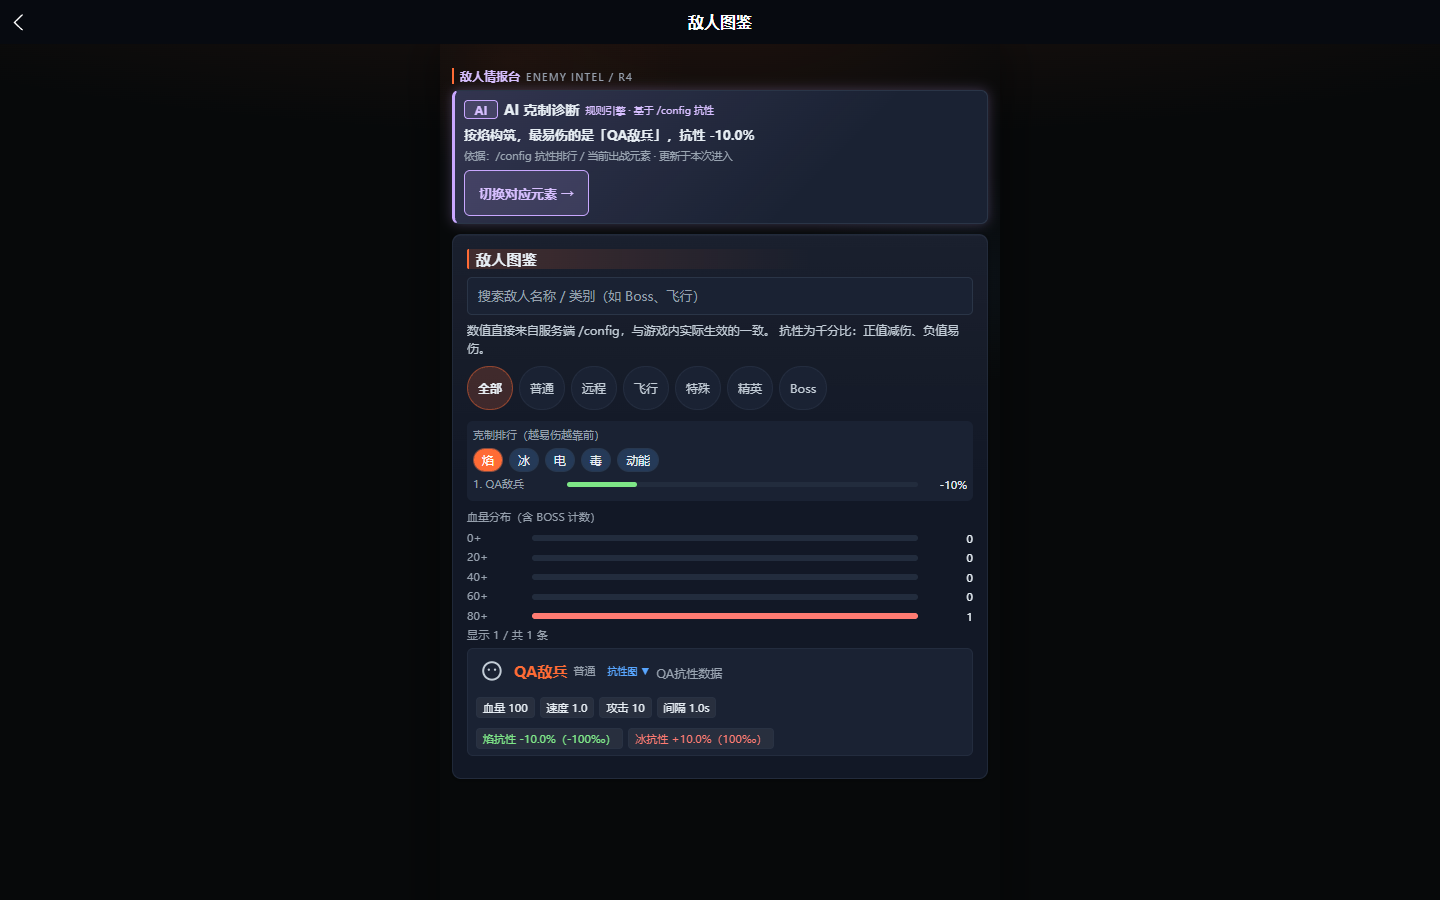 敌人图鉴
敌人情报台 ENEMY INTEL / R4
AI AI 克制诊断 规则引擎 · 基于 /config 抗性
按焰构筑，最易伤的是「QA敌兵」，抗性 -10.0%
依据：/config 抗性排行 / 当前出战元素 · 更新于本次进入
切换对应元素 →
敌人图鉴
搜索敌人名称 / 类别（如 Boss、飞行）
数值直接来自服务端 /config，与游戏内实际生效的一致。 抗性为千分比：正值减伤、负值易
伤。
全部 普通 远程 飞行 特殊 精英 Boss
克制排行（越易伤越靠前）
焰 冰 电 毒 动能
1. QA敌兵 -10%
血量分布（含 BOSS 计数）
0+ 0
20+ 0
40+ 0
60+ 0
80+ 1
显示 1 / 共 1 条
QA敌兵 普通 抗性图 ▼ QA抗性数据
血量 100 速度 1.0 攻击 10 间隔 1.0s
焰抗性 -10.0%（-100‰） 冰抗性 +10.0%（100‰）